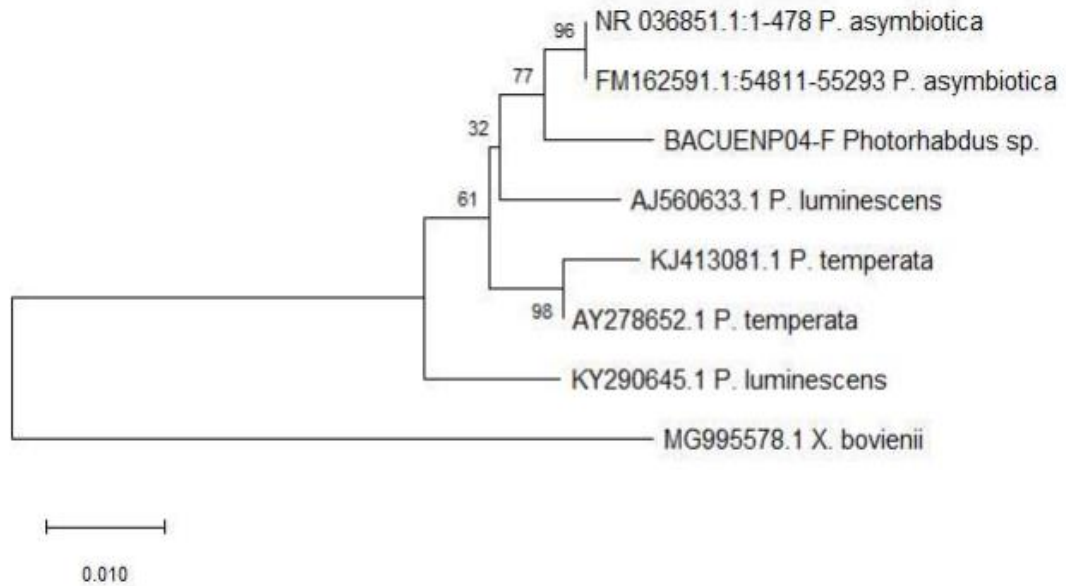 96
NR 036851.1:1-478 P. asymbiotica
77
FM162591.1:54811-55293 P. asymbiotica
32
BACUENP04-F Photorhabdus sp.
61
AJ560633.1 P. luminescens
KJ413081.1 P. temperata
98
AY278652.1 P. temperata
KY290645.1 P. luminescens
MG995578.1 X. bovienii
0.010